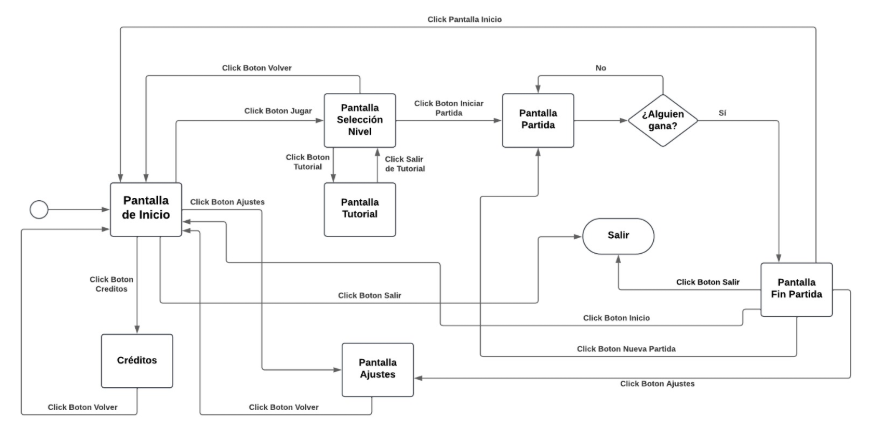 Click Pantalla Inicio
Click Boton Volver
No
Click Boton Jugar
Pantalla
Selección
Nivel
Click Boton Iniciar
Partida
Pantalla
Partida
¿Alguien
gana?
Sí
Click Boton
Tutorial
Click Salir
de Tutorial
Pantalla
de Inicio
Click Boton Ajustes
Pantalla
Tutorial
Salir
Click Boton
Creditos
Click Boton Salir
Click Boton Salir
Pantalla
Fin Partida
Click Boton Inicio
Créditos
Pantalla
Ajustes
Click Boton Nueva Partida
Click Boton Ajustes
Click Boton Volver
Click Boton Volver